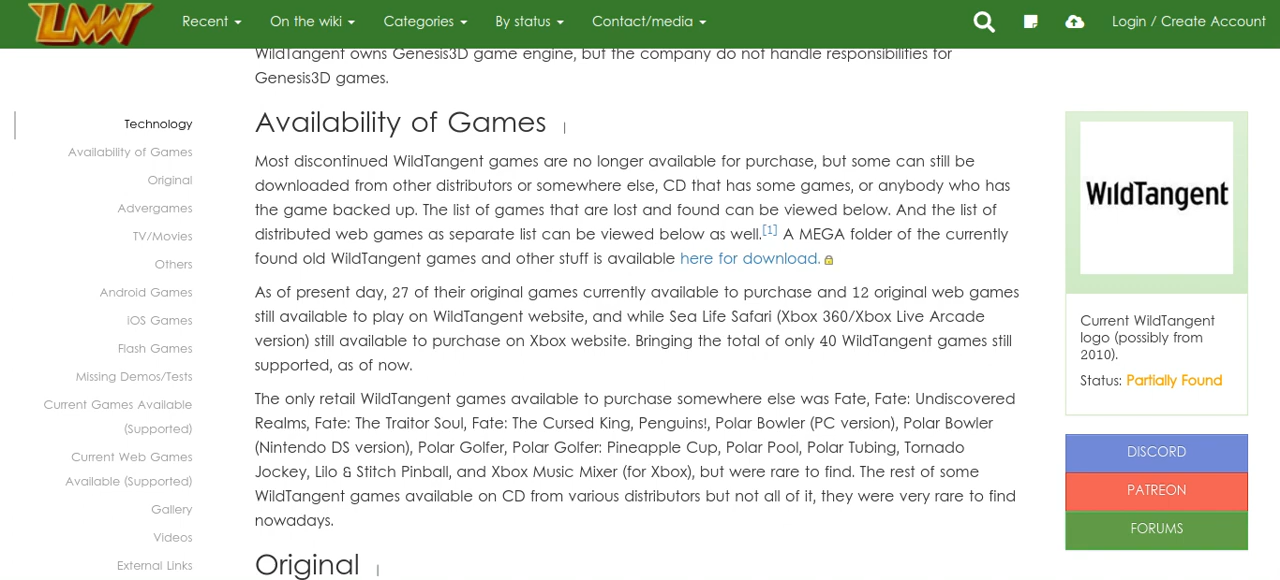 LMW
Recent
On the wiki
Categories
By status
Contact/media
Login / Create Account
WildTangent owns Genesis3D game engine, but the company do not handle responsibilities for
Genesis3D games.
Technology
Availability of Games
Original
Advergames
TV/Movies
Others
Android Games
iOS Games
Flash Games
Missing Demos/Tests
Current Games Available
(Supported)
Current Web Games
Available (Supported)
Gallery
Videos
External Links
Availability of Games |
Most discontinued WildTangent games are no longer available for purchase, but some can still be
downloaded from other distributors or somewhere else, CD that has some games, or anybody who has
the game backed up. The list of games that are lost and found can be viewed below. And the list of
distributed web games as separate list can be viewed below as well.[1] A MEGA folder of the currently
found old WildTangent games and other stuff is available here for download.
As of present day, 27 of their original games currently available to purchase and 12 original web games
still available to play on WildTangent website, and while Sea Life Safari (Xbox 360/Xbox Live Arcade
version) still available to purchase on Xbox website. Bringing the total of only 40 WildTangent games still
supported, as of now.
The only retail WildTangent games available to purchase somewhere else was Fate, Fate: Undiscovered
Realms, Fate: The Traitor Soul, Fate: The Cursed King, Penguins!, Polar Bowler (PC version), Polar Bowler
(Nintendo DS version), Polar Golfer, Polar Golfer: Pineapple Cup, Polar Pool, Polar Tubing, Tornado
Jockey, Lilo & Stitch Pinball, and Xbox Music Mixer (for Xbox), but were rare to find. The rest of some
WildTangent games available on CD from various distributors but not all of it, they were very rare to find
nowadays.
Original |
WildTangent
Current WildTangent
logo (possibly from
2010).
Status: Partially Found
DISCORD
PATREON
FORUMS